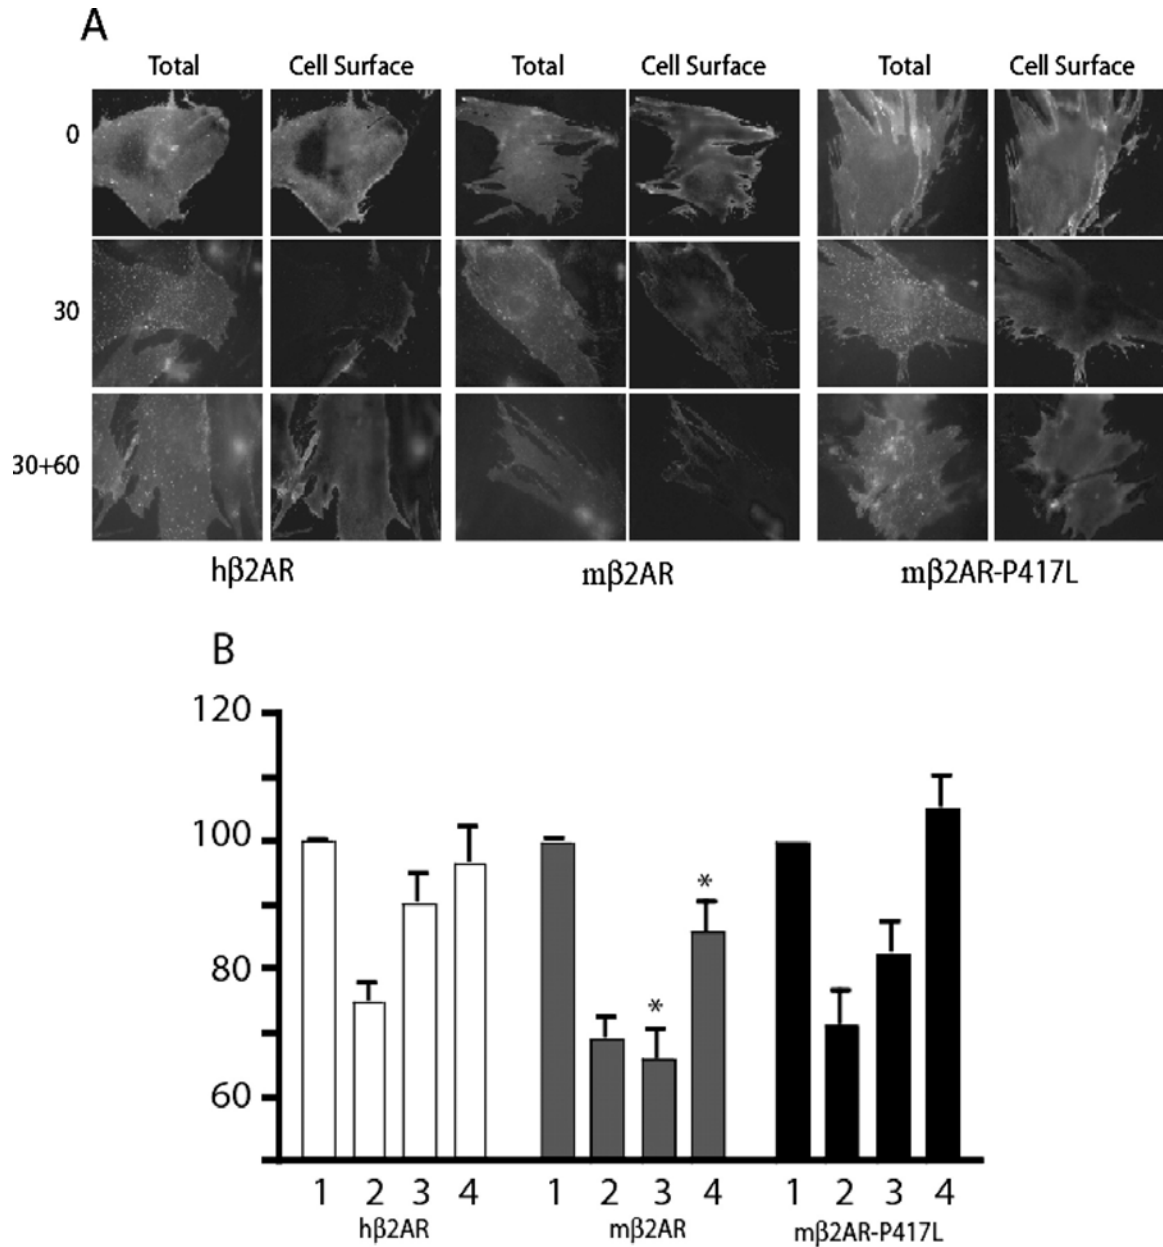 A
Total Cell Surface Total Cell Surface Total Cell Surface
0
30
30+60
hβ2AR mβ2AR mβ2AR-P417L
B
120
100
80
60
1 2 3 4 1 2 3 4 1 2 3 4
hβ2AR mβ2AR mβ2AR-P417L
* *